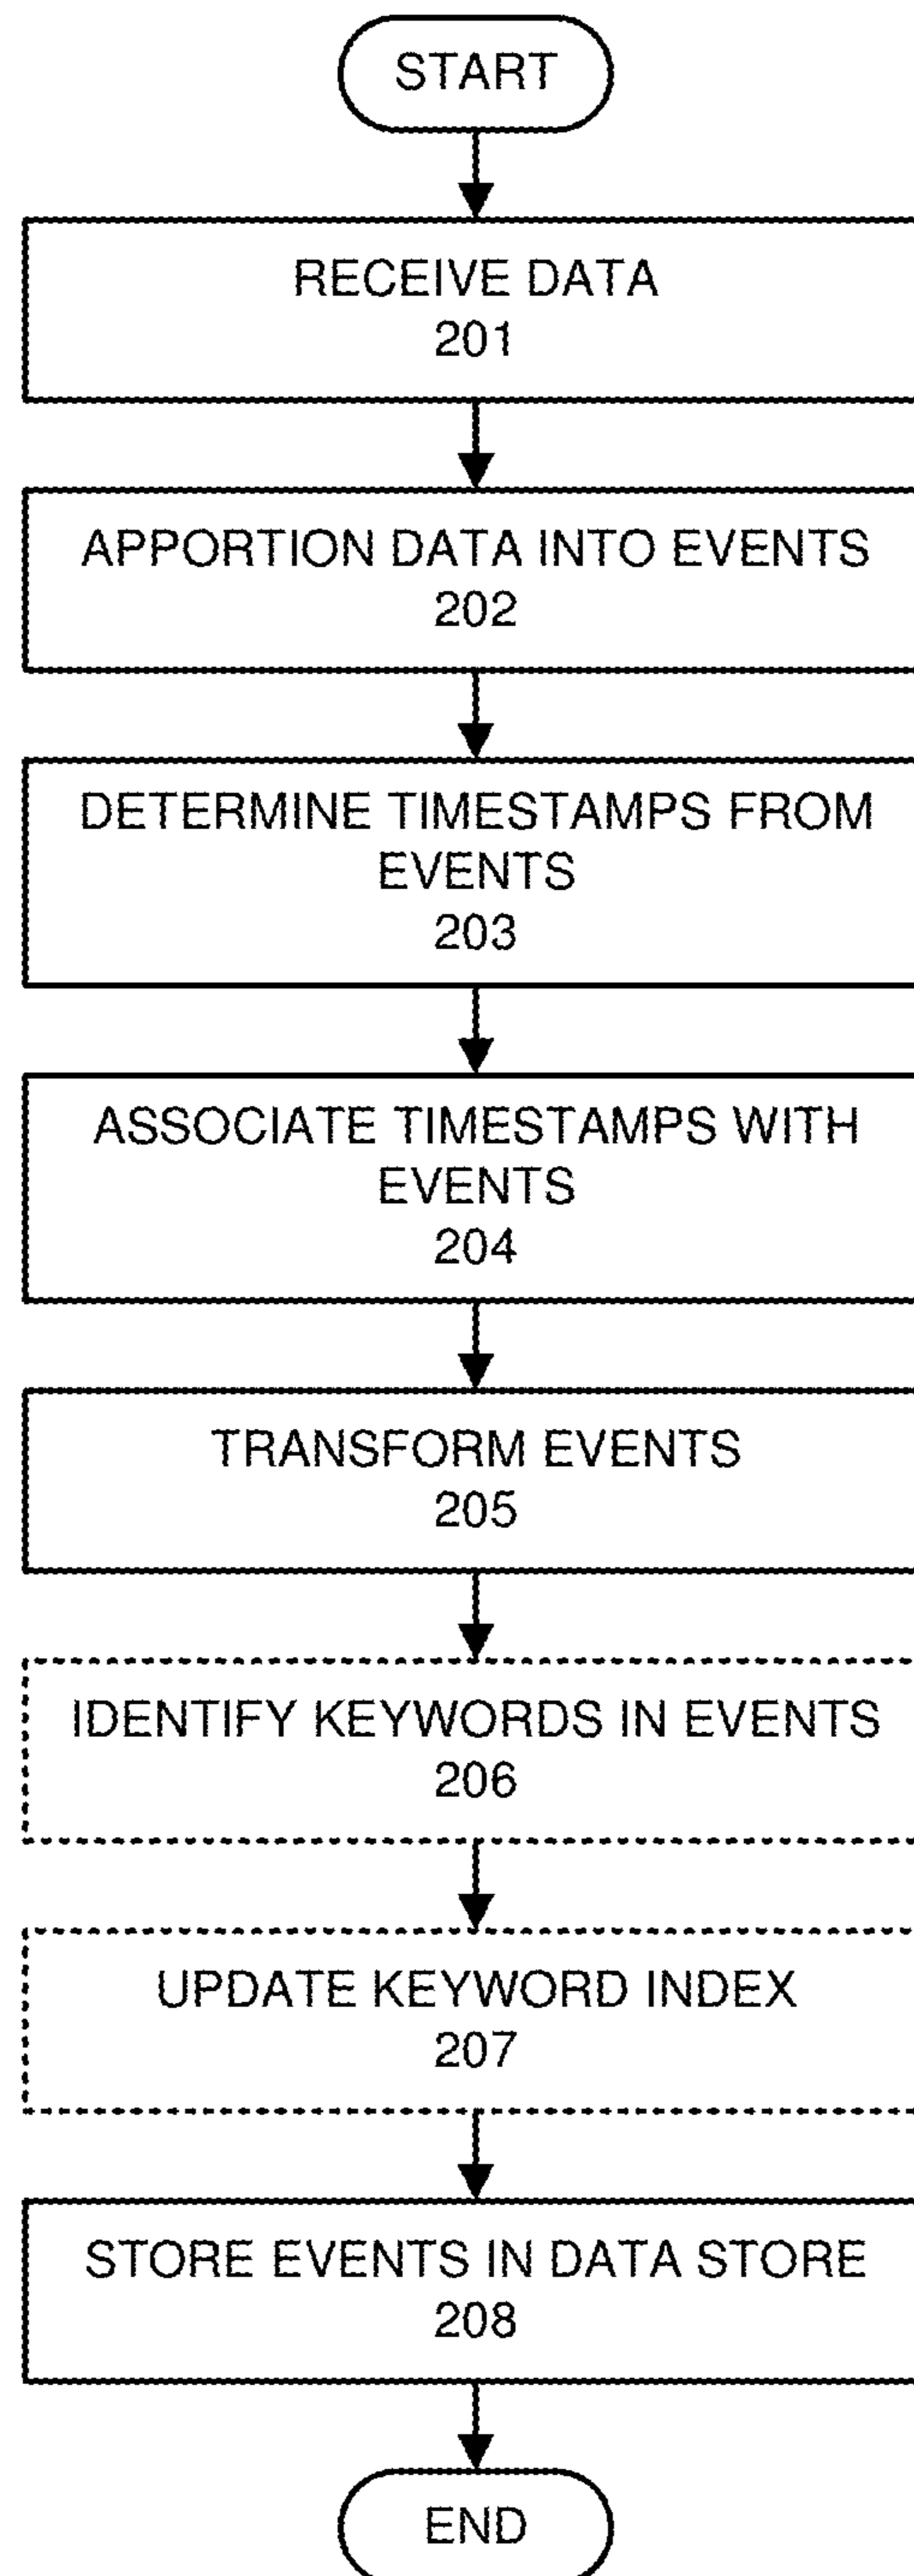 START
RECEIVE DATA
201
APPORTION DATA INTO EVENTS
202
DETERMINE TIMESTAMPS FROM
EVENTS
203
ASSOCIATE TIMESTAMPS WITH
EVENTS
204
TRANSFORM EVENTS
205
IDENTIFY KEYWORDS IN EVENTS
206
UPDATE KEYWORD INDEX
207
STORE EVENTS IN DATA STORE
208
END